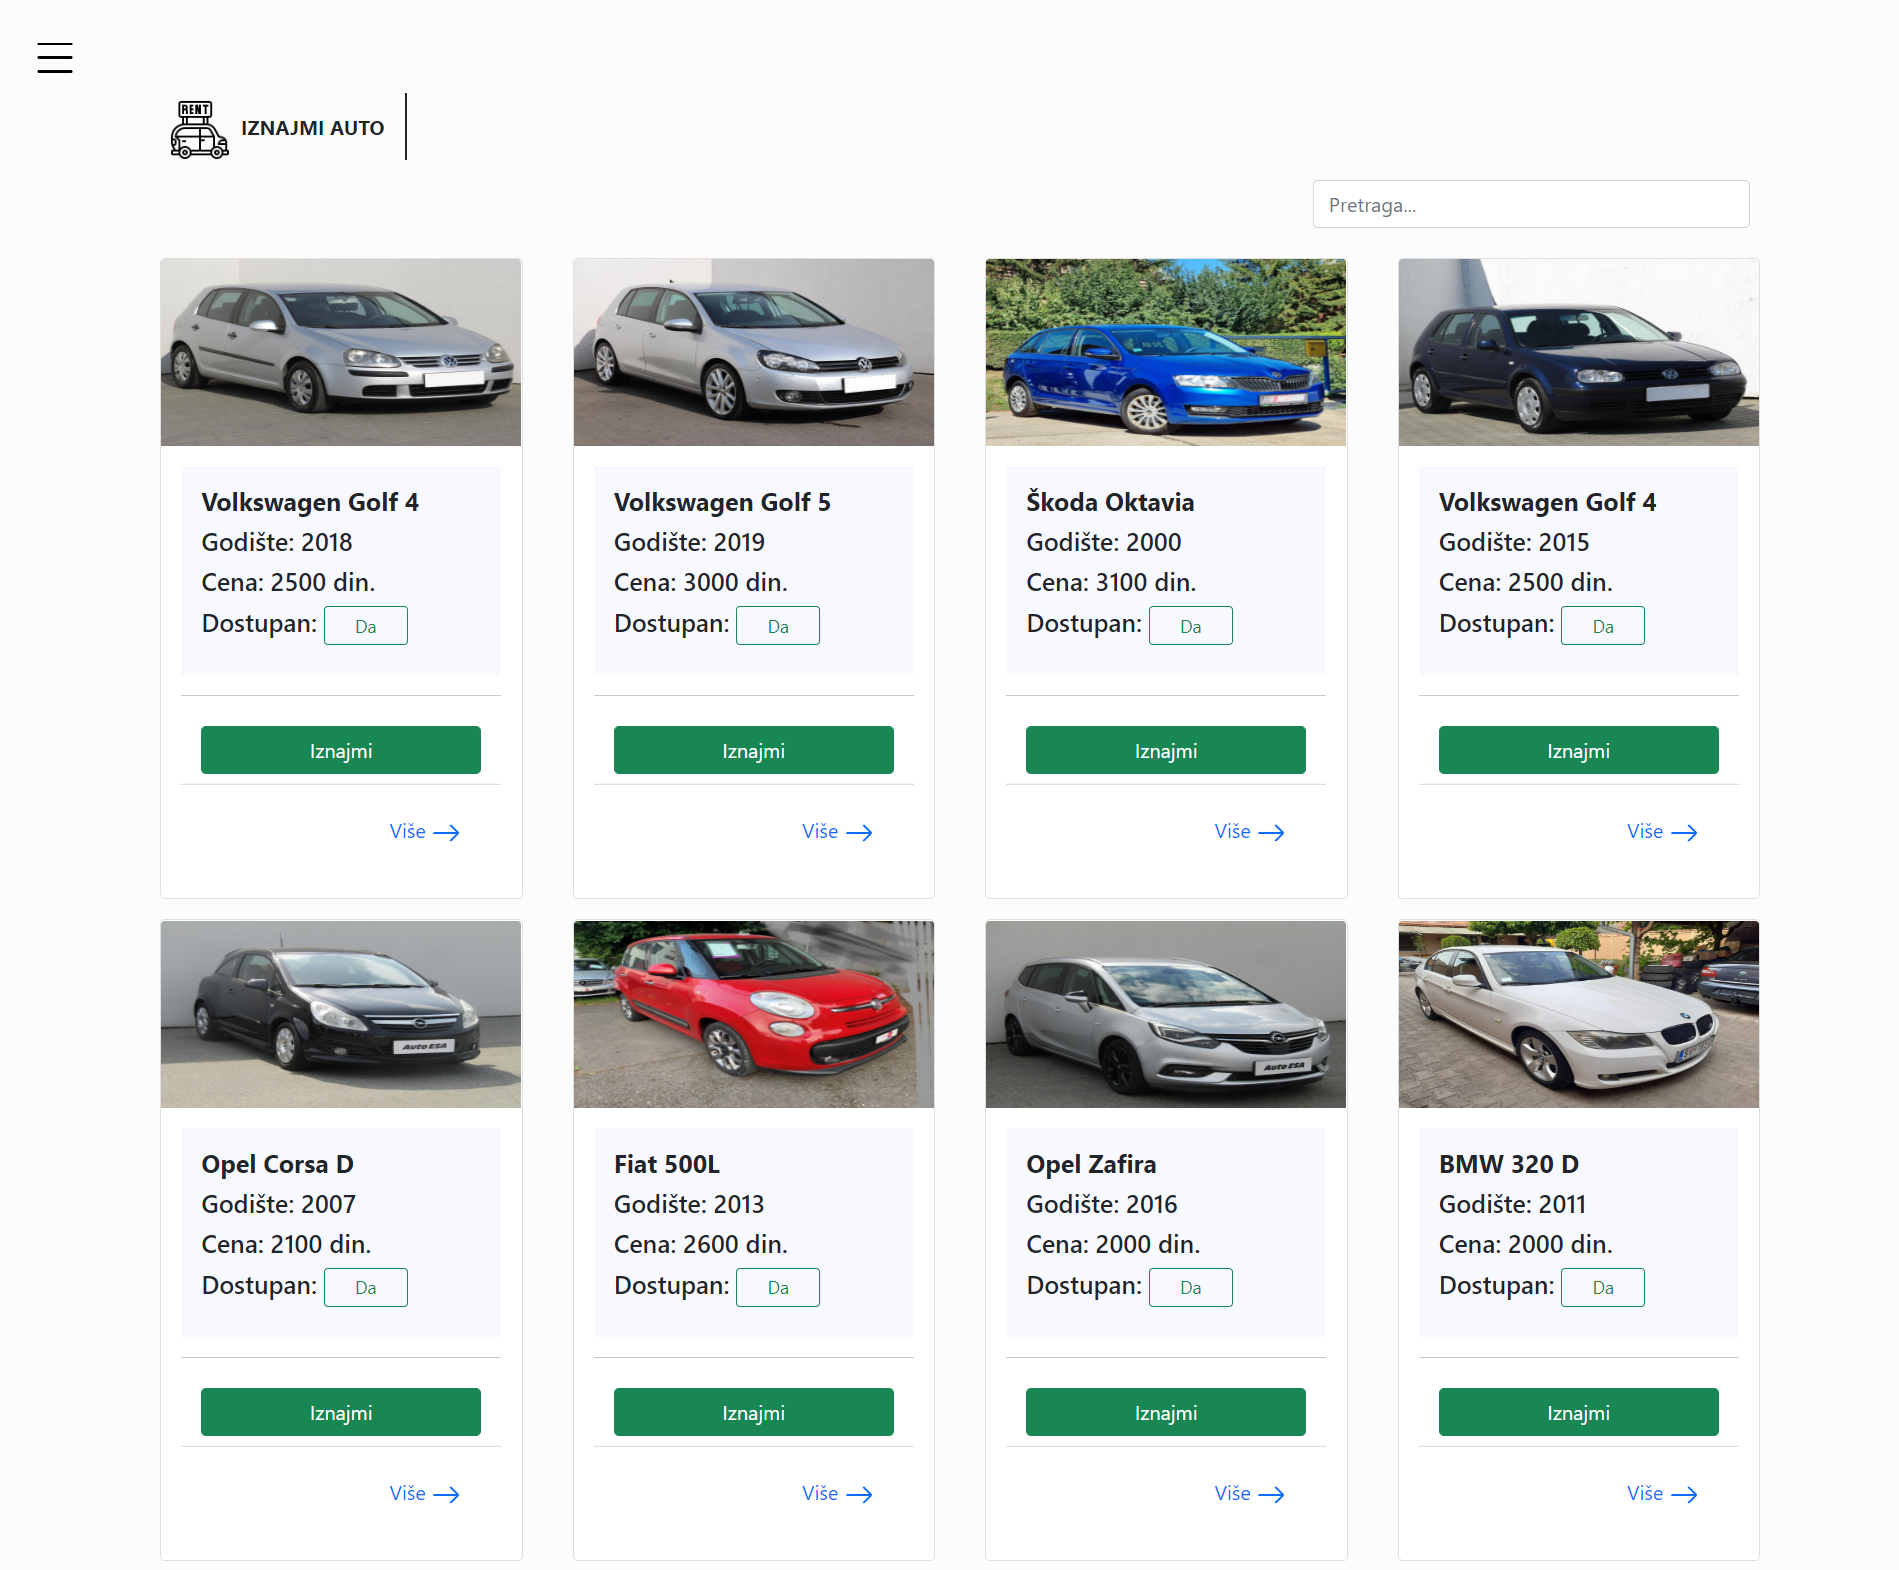 RENT
IZNAJMI AUTO
Pretraga...
Volkswagen Golf 4
Godište: 2018
Cena: 2500 din.
Dostupan: Da
Iznajmi
Više
Volkswagen Golf 5
Godište: 2019
Cena: 3000 din.
Dostupan: Da
Iznajmi
Više
Škoda Oktavia
Godište: 2000
Cena: 3100 din.
Dostupan: Da
Iznajmi
Više
Volkswagen Golf 4
Godište: 2015
Cena: 2500 din.
Dostupan: Da
Iznajmi
Više
Auto ESA
Opel Corsa D
Godište: 2007
Cena: 2100 din.
Dostupan: Da
Iznajmi
Više
Fiat 500L
Godište: 2013
Cena: 2600 din.
Dostupan: Da
Iznajmi
Više
Auto ESA
Opel Zafira
Godište: 2016
Cena: 2000 din.
Dostupan: Da
Iznajmi
Više
BMW 320 D
Godište: 2011
Cena: 2000 din.
Dostupan: Da
Iznajmi
Više